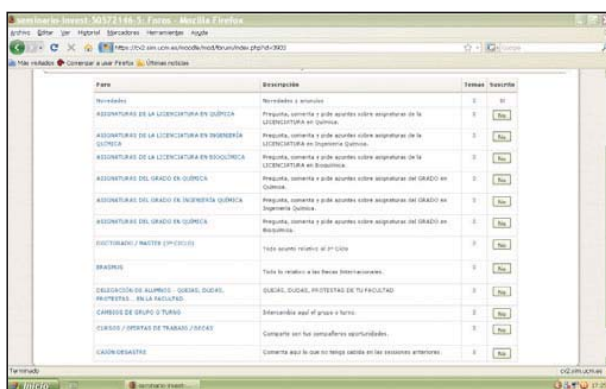 seminario-invest-50572146-5: Foros - Mozilla Firefox
Archivo Editar Ver Historial Marcadores Herramientas Ayuda
Más visitados Comenzar a usar Firefox Últimas noticias
Foro Descripción Temas Suscrito
Novedades Novedades y anuncios
ASIGNATURAS DE LA LICENCIATURA EN QUÍMICA Pregunta, comenta y pide apuntes sobre asignaturas de la
LICENCIATURA en Química. No
ASIGNATURAS DE LA LICENCIATURA EN INGENIERÍA
QUÍMICA Pregunta, comenta y pide apuntes sobre asignaturas de la
LICENCIATURA en Ingeniería Química. No
ASIGNATURAS DE LA LICENCIATURA EN BIOQUÍMICA Pregunta, comenta y pide apuntes sobre asignaturas de la
LICENCIATURA en Bioquímica. No
ASIGNATURAS DEL GRADO EN QUÍMICA Pregunta, comenta y pide apuntes sobre asignaturas del GRADO en
Química. No
ASIGNATURAS DEL GRADO EN INGENIERÍA QUÍMICA Pregunta, comenta y pide apuntes sobre asignaturas del GRADO en
Ingeniería Química. No
ASIGNATURAS DEL GRADO EN QUÍMICA Pregunta, comenta y pide apuntes sobre asignaturas del GRADO en
Bioquímica. No
DOCTORADO / MASTER (3º CICLO) Todo asunto relativo al 3º Ciclo No
ERASMUS Todo lo relativo a las Becas Internacionales. No
DELEGACIÓN DE ALUMNOS - QUEJAS, DUDAS,
PROTESTAS... EN LA FACULTAD QUEJAS, DUDAS, PROTESTAS DE TU FACULTAD No
CAMBIOS DE GRUPO O TURNO Intercambia aquí el grupo o turno. No
CURSOS / OFERTAS DE TRABAJO / BECAS Comparte con tus compañeros oportunidades. No
CAJÓN DESASTRE Comenta aquí lo que no tenga cabida en las sesiones anteriores. No
Terminado cv2.sim.ucm.es
Inicio seminario-invest-...